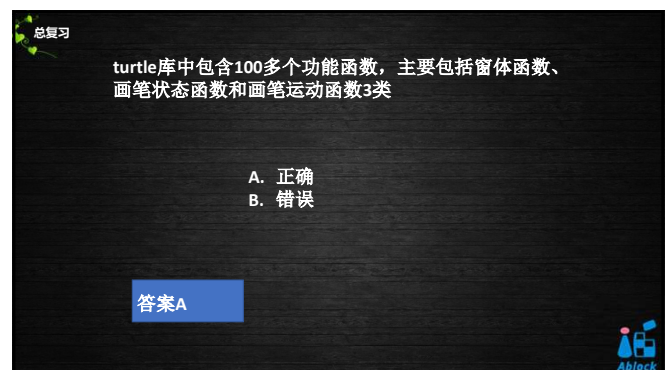 总复习
turtle库中包含100多个功能函数，主要包括窗体函数、
画笔状态函数和画笔运动函数3类
A. 正确
B. 错误
答案A
Ablock